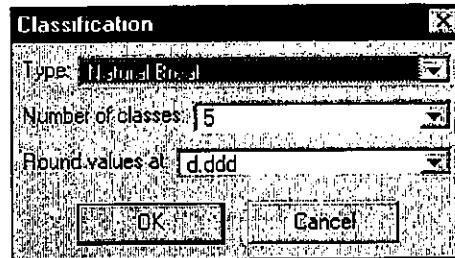 Classification
Type: Natural Break
Number of classes: 5
Round values at: d.ddd
OK Cancel